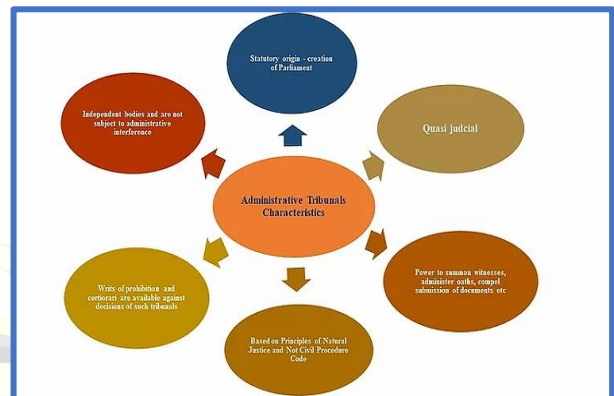 Statutory origin - creation
of Parliament
Quasi judcial
Power to summon witnesses,
administer oaths, compel
submission of documents etc
Based on Principles of Natural
Justice and Not Civil Procedure
Code
Writs of prohibition and
certiorari are available against
decisions of such tribunals
Independent bodies and are not
subject to administrative
interference
Administrative Tribunals
Characteristics